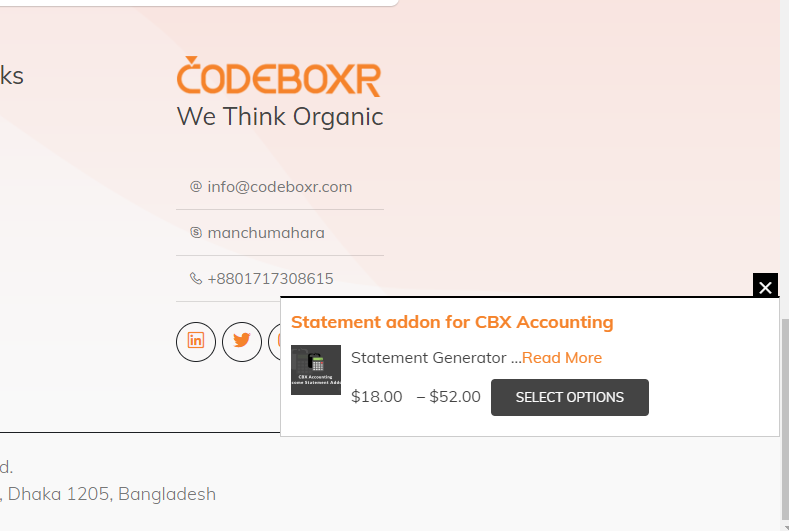 ks
CODEBOXR
We Think Organic
info@codeboxr.com
manchumahara
+8801717308615
Statement addon for CBX Accounting
Statement Generator ...Read More
CBX Accounting
ome Statement Add
$18.00 – $52.00 SELECT OPTIONS
d.
, Dhaka 1205, Bangladesh